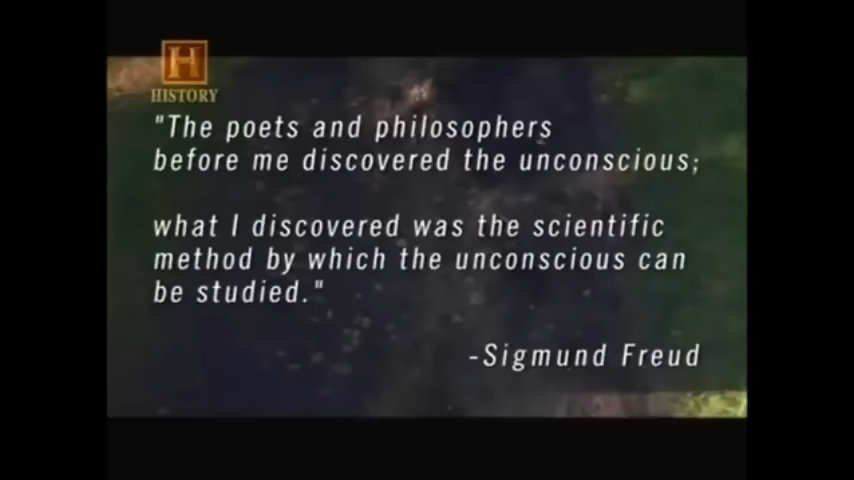 H
HISTORY
"The poets and philosophers
before me discovered the unconscious;
what I discovered was the scientific
method by which the unconscious can
be studied."
-Sigmund Freud